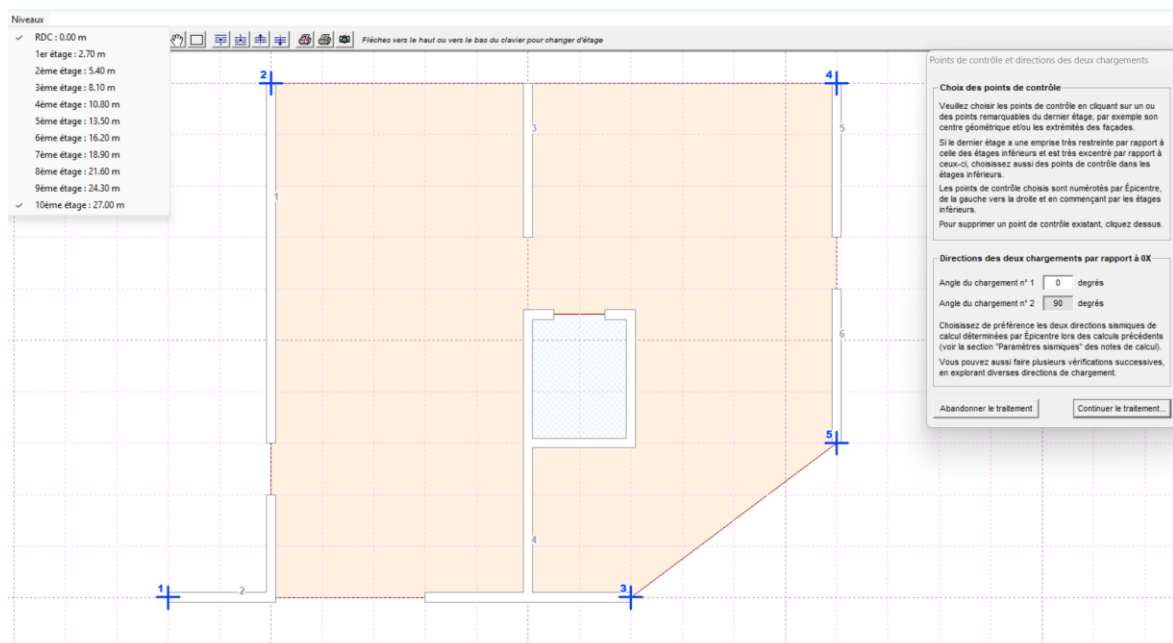 Niveaux
RDC : 0.00 m
1er étage : 2.70 m
2ème étage : 5.40 m
3ème étage : 8.10 m
4ème étage : 10.80 m
5ème étage : 13.50 m
6ème étage : 16.20 m
7ème étage : 18.90 m
8ème étage : 21.60 m
9ème étage : 24.30 m
10ème étage : 27.00 m
Flèches vers le haut ou vers le bas du clavier pour changer d'étage
2
4
3
5
1
6
5
4
1
2
3
Points de contrôle et directions des deux chargements
Choix des points de contrôle
Veuillez choisir les points de contrôle en cliquant sur un ou
des points remarquables du dernier étage, par exemple son
centre géometrique et/ou les extrémités des façades.
Si le dernier étage a une emprise très restreinte par rapport à
celle des étages inférieurs et est très excentré par rapport à
ceux-ci, choisissez aussi des points de contrôle dans les
étages inférieurs.
Les points de contrôle choisis sont numérotés par Épicentre,
de la gauche vers la droite et en commençant par les étages
inférieurs.
Pour supprimer un point de contrôle existant, cliquez dessus.
Directions des deux chargements par rapport à 0X
Angle du chargement n° 1 0 degrés
Angle du chargement n° 2 90 degrés
Choisissez de préférence les deux directions sismiques de
calcul déterminées par Épicentre lors des calculs précédents
(voir la section "Paramètres sismiques" des notes de calcul).
Vous pouvez aussi faire plusieurs vérifications successives,
en explorant diverses directions de chargement.
Abandonner le traitement
Continuer le traitement...